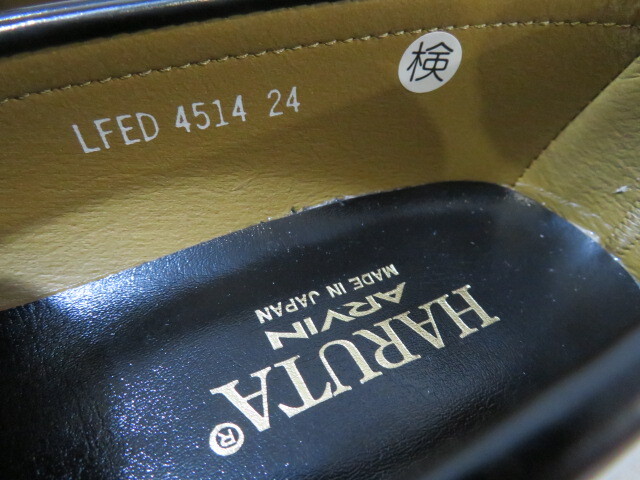 LFED 4514 24
検
HARUTA®
ARVIN
MADE IN JAPAN